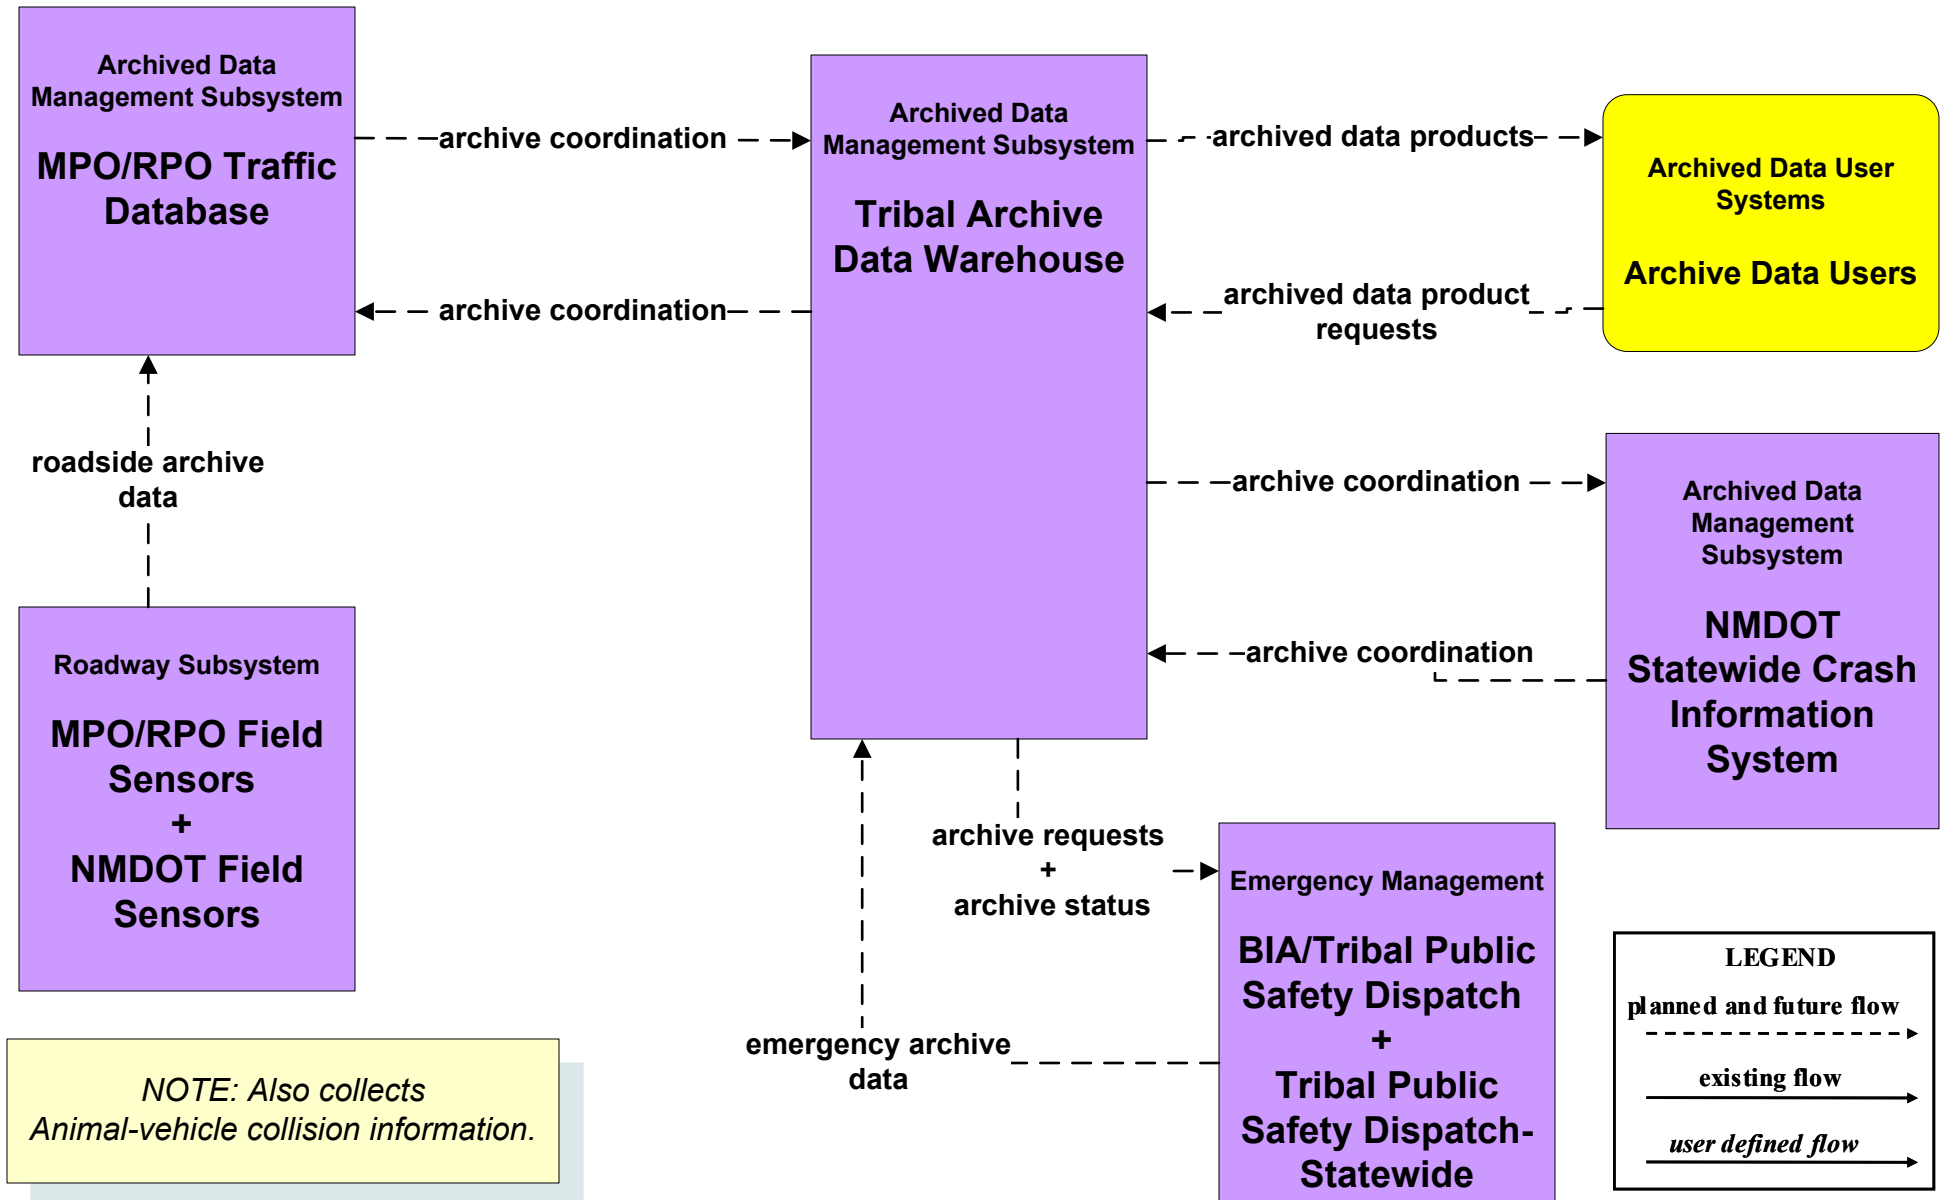 Archived Data
Management Subsystem
MPO/RPO Traffic
Database
archive coordination
archive coordination
Archived Data
Management Subsystem
Tribal Archive
Data Warehouse
archived data products
archived data product
requests
Archived Data User
Systems
Archive Data Users
roadside archive
data
archive coordination
archive coordination
Archived Data
Management
Subsystem
NMDOT
Statewide Crash
Information
System
Roadway Subsystem
MPO/RPO Field
Sensors
+
NMDOT Field
Sensors
archive requests
+
archive status
emergency archive
data
Emergency Management
BIA/Tribal Public
Safety Dispatch
+
Tribal Public
Safety Dispatch-
Statewide
LEGEND
planned and future flow
existing flow
user defined flow
NOTE: Also collects
Animal-vehicle collision information.